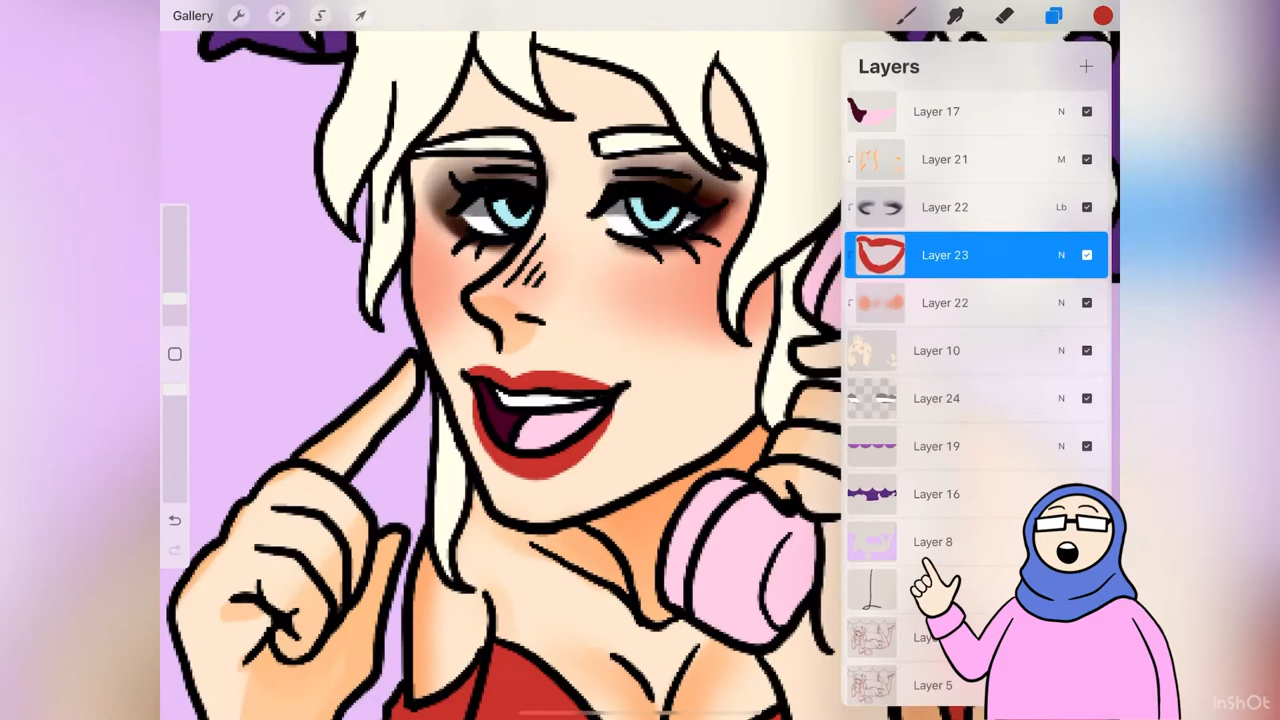 Gallery
Layers
Layer 17 N
Layer 21 M
Layer 22 Lb
Layer 23 N
Layer 22 N
Layer 10 N
Layer 24 N
Layer 19 N
Layer 16
Layer 8
Layer 5
InShOt